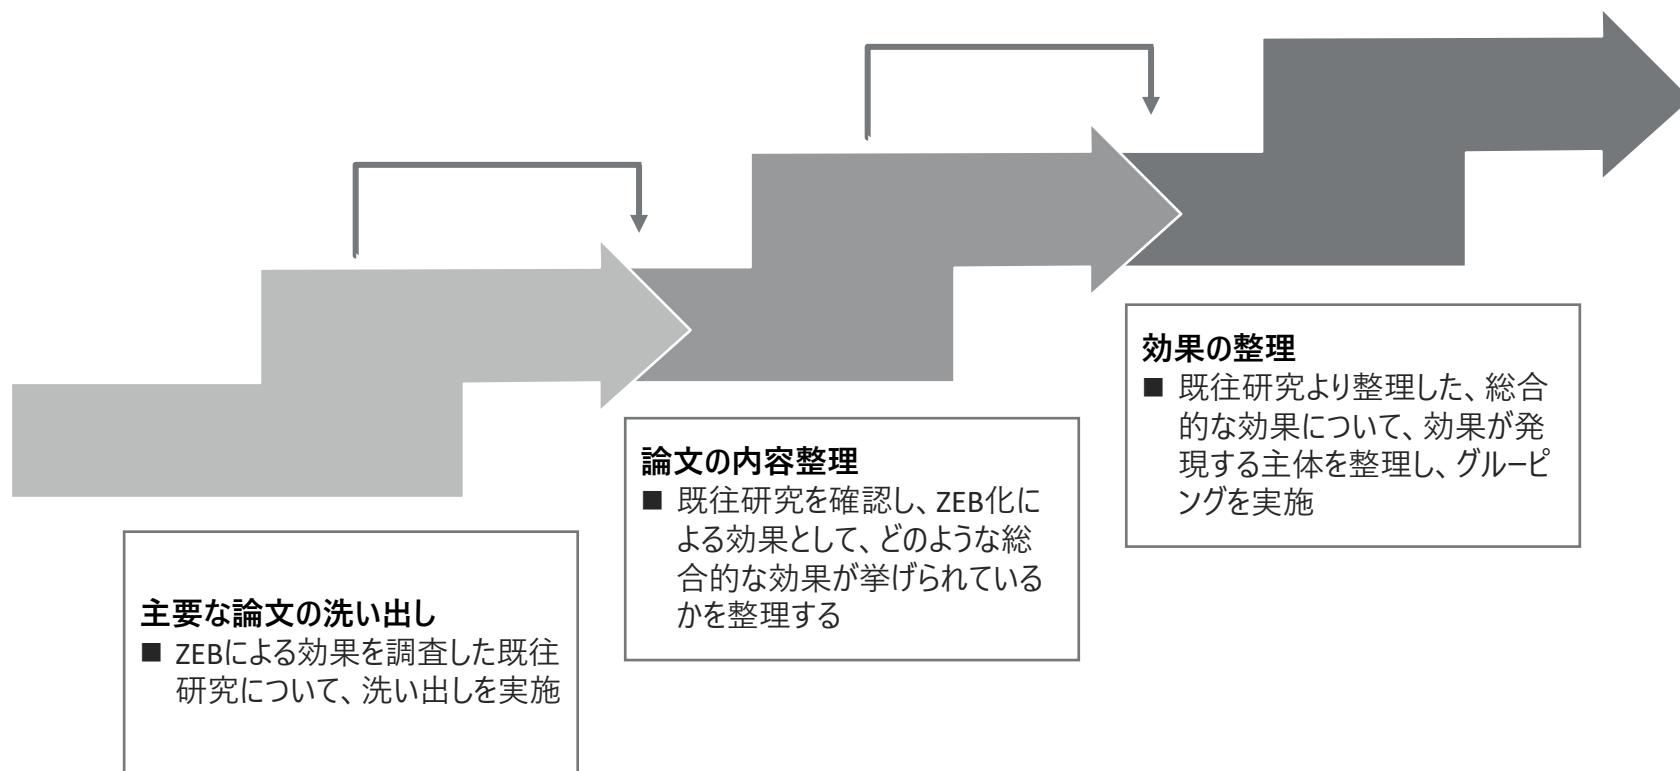 主要な論文の洗い出し
■ ZEBによる効果を調査した既往
研究について、洗い出しを実施
論文の内容整理
■ 既往研究を確認し、ZEB化に
よる効果として、どのような総
合的な効果が挙げられている
かを整理する
効果の整理
■ 既往研究より整理した、総合
的な効果について、効果が発
現する主体を整理し、グルーピ
ングを実施